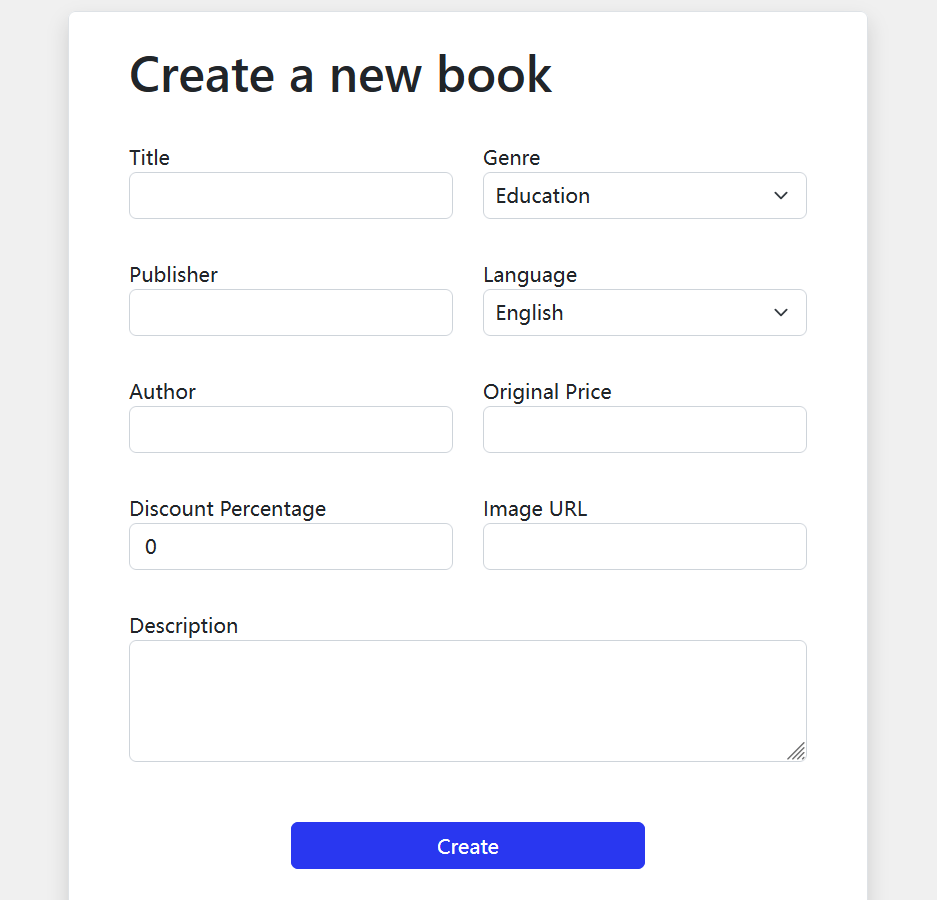 Create a new book
Title
Genre
Education
Publisher
Language
English
Author
Original Price
Discount Percentage
Image URL
0
Description
Create